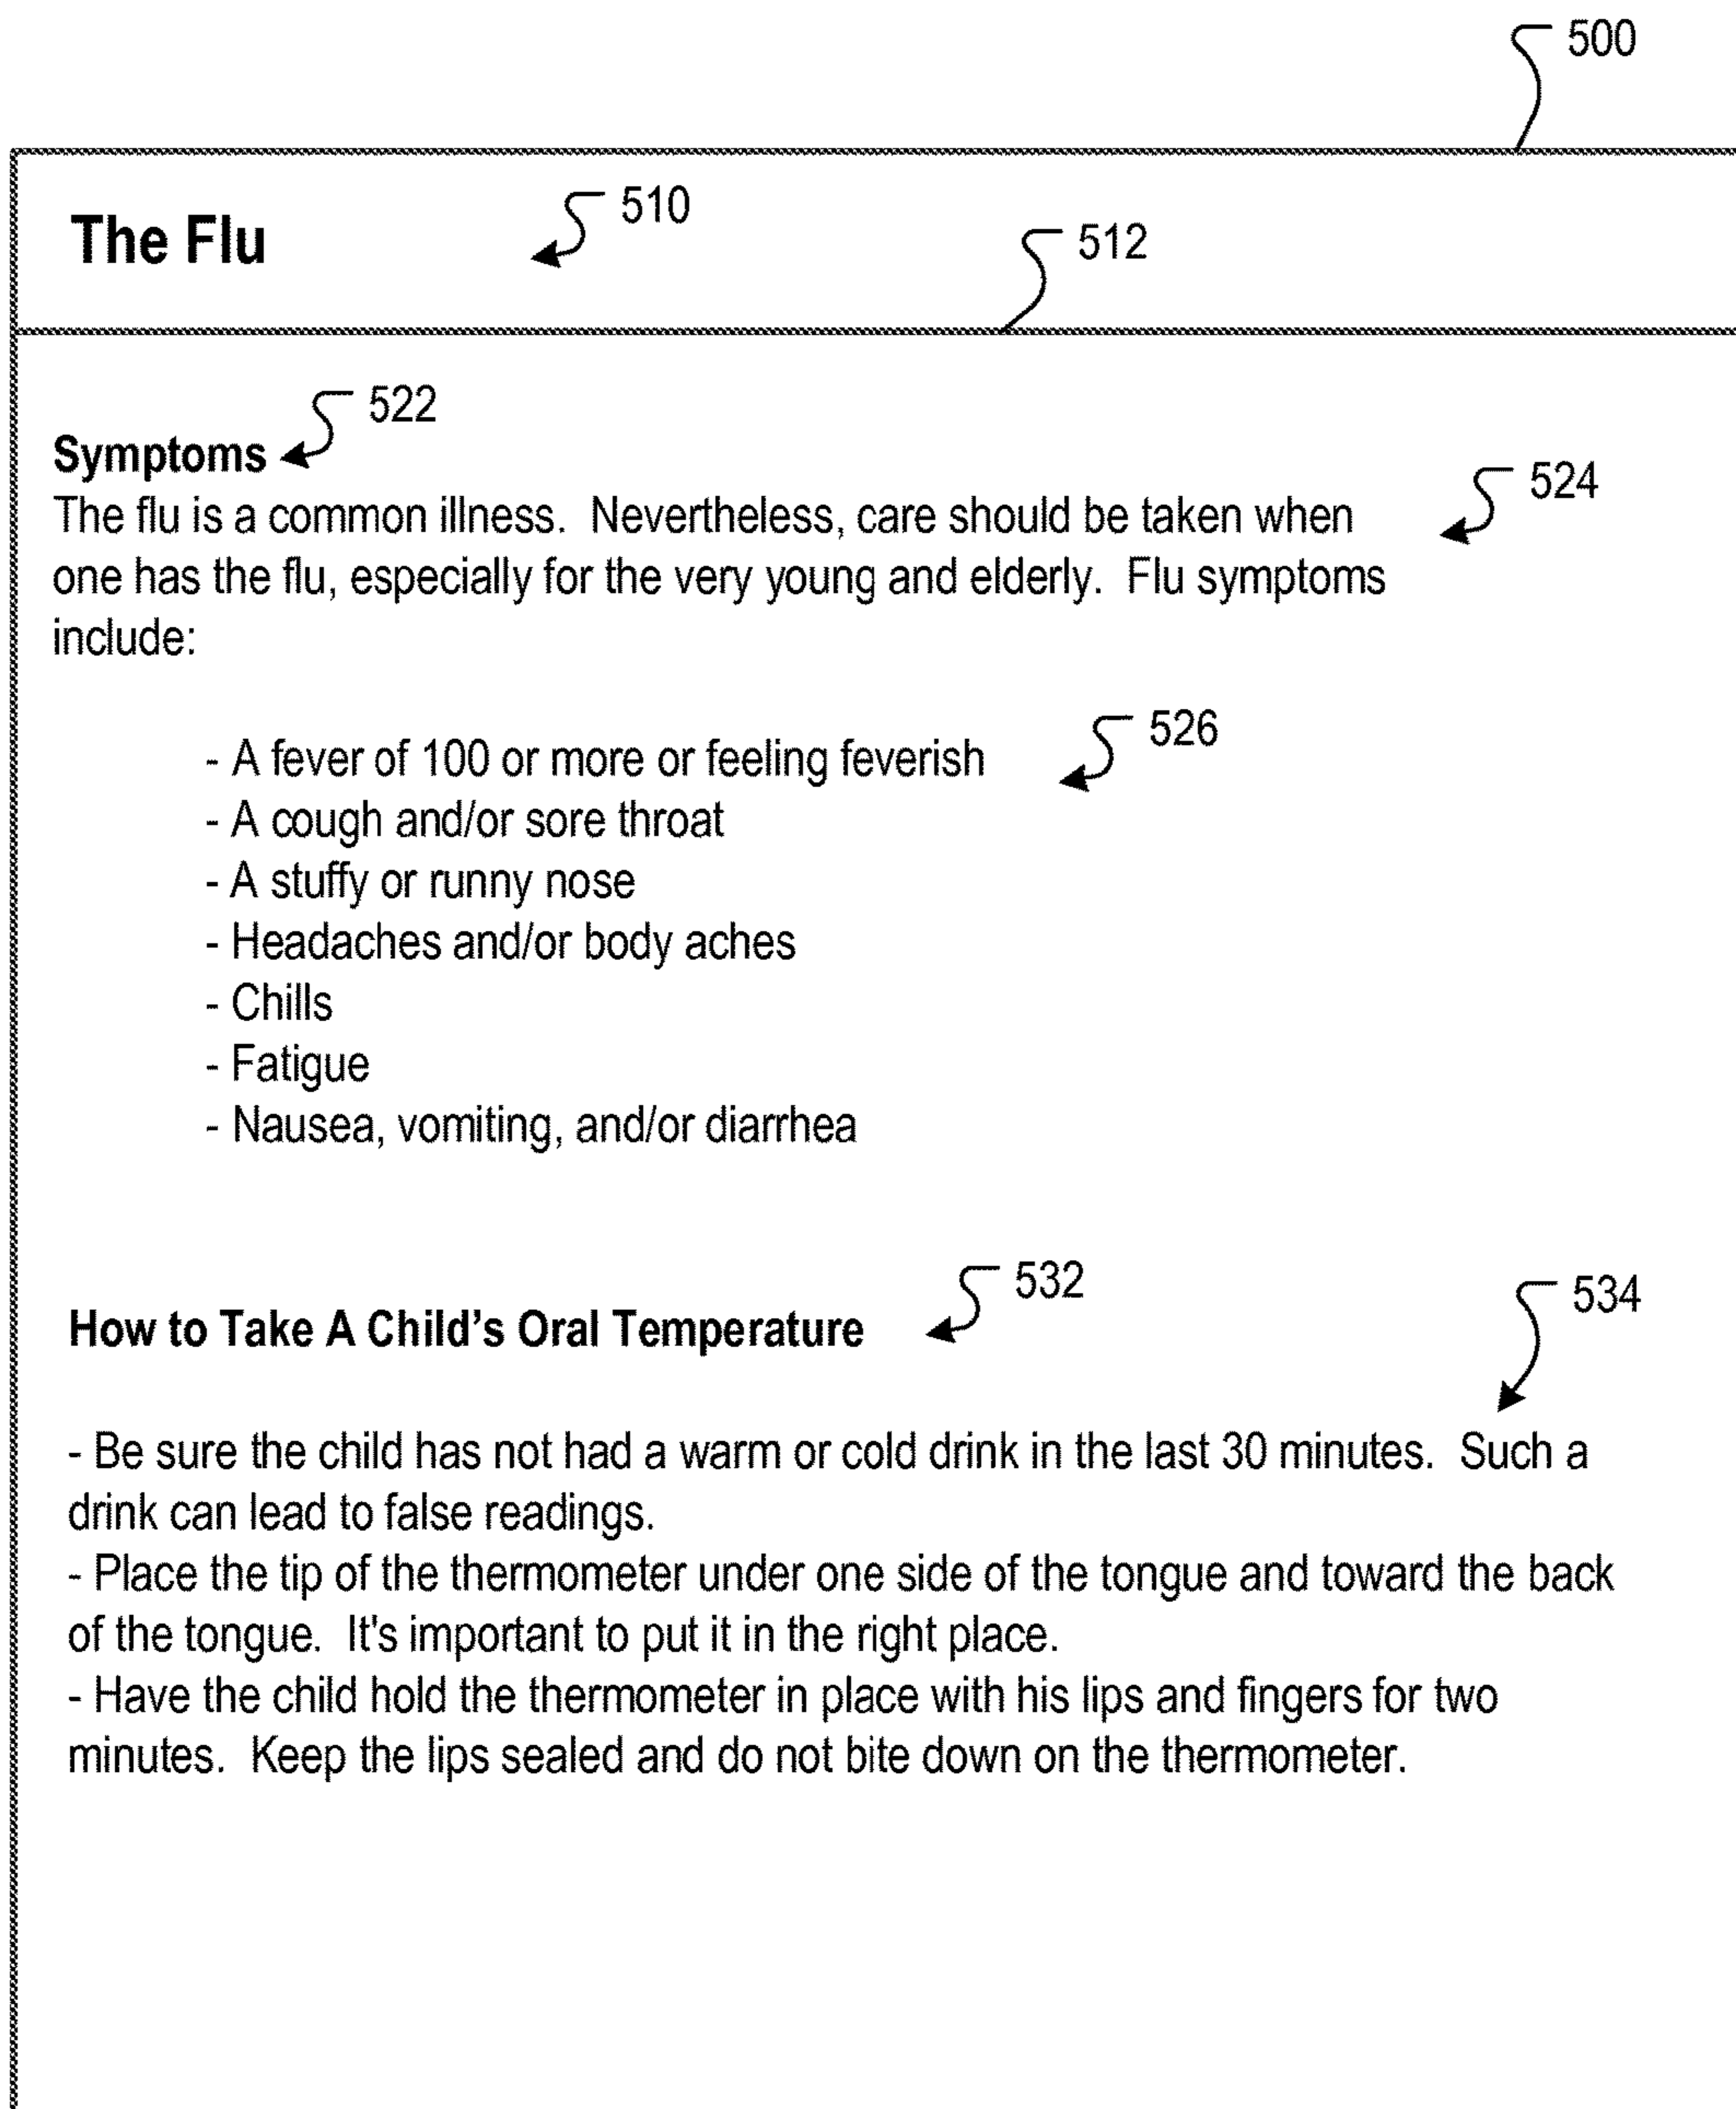 500
The Flu
510
512
Symptoms
522
The flu is a common illness.  Nevertheless, care should be taken when
524
one has the flu, especially for the very young and elderly.  Flu symptoms
include:
526
- A fever of 100 or more or feeling feverish
- A cough and/or sore throat
- A stuffy or runny nose
- Headaches and/or body aches
- Chills
- Fatigue
- Nausea, vomiting, and/or diarrhea
532
How to Take A Child's Oral Temperature
534
- Be sure the child has not had a warm or cold drink in the last 30 minutes.  Such a
drink can lead to false readings.
- Place the tip of the thermometer under one side of the tongue and toward the back
of the tongue.  It's important to put it in the right place.
- Have the child hold the thermometer in place with his lips and fingers for two
minutes.  Keep the lips sealed and do not bite down on the thermometer.